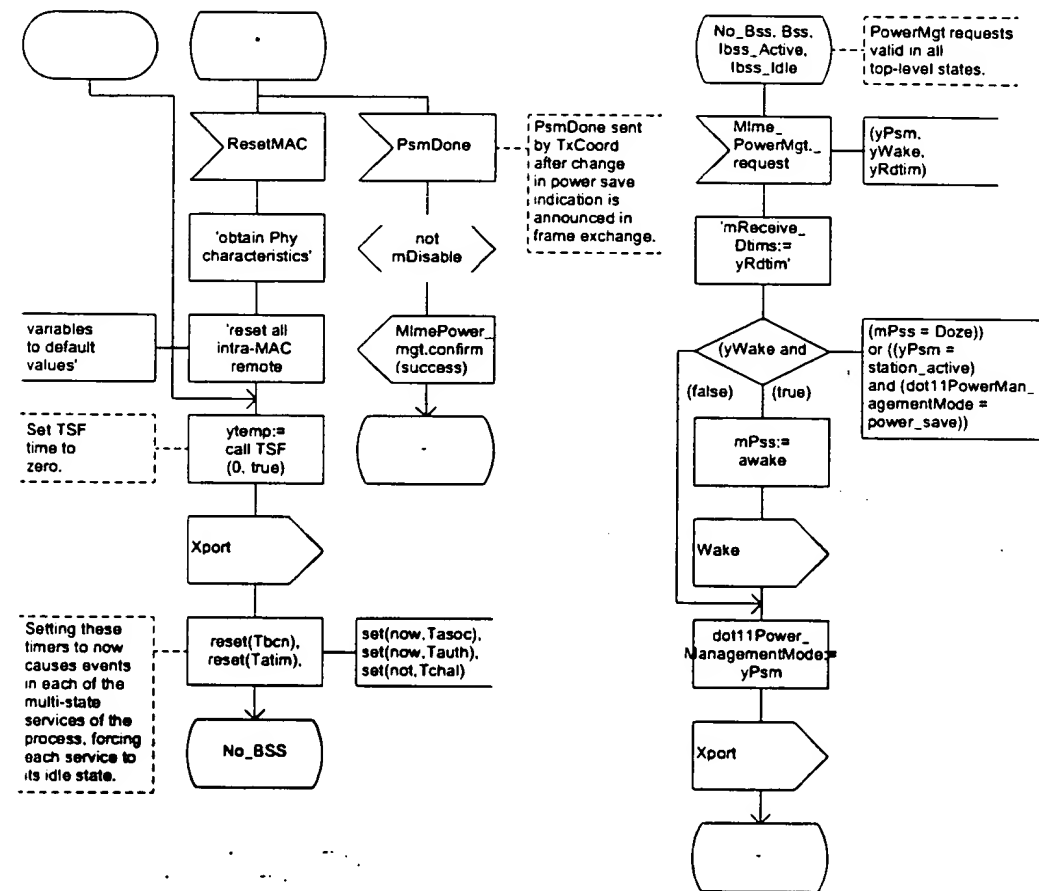 *
ResetMAC
'obtain Phy
characteristics'
variables
to default
values'
'reset all
intra-MAC
remote
Set TSF
time to
zero.
ytemp:=
call TSF
(0, true)
Xport
Setting these
timers to now
causes events
in each of the
multi-state
services of the
process, forcing
each service to
its idle state.
reset(Tbcn),
reset(Tatim),
set(now,Tasoc),
set(now,Tauth),
set(not,Tchal)
No_BSS
PsmDone
PsmDone sent
by TxCoord
after change
in power save
indication is
announced in
frame exchange.
not
mDisable
MlmePower_
mgt.confirm
(success)
-
No_Bss, Bss,
Ibss_Active,
Ibss_Idle
PowerMgt requests
valid in all
top-level states.
Mlme_
PowerMgt._
request
(yPsm,
yWake,
yRdtim)
'mReceive_
Dtims:=
yRdtim'
(yWake and
(mPss = Doze))
or ((yPsm =
station_active)
and (dot11PowerMan_
agementMode =
power_save))
(false)
(true)
mPss:=
awake
Wake
dot11Power_
ManagementMode:=
yPsm
Xport
-